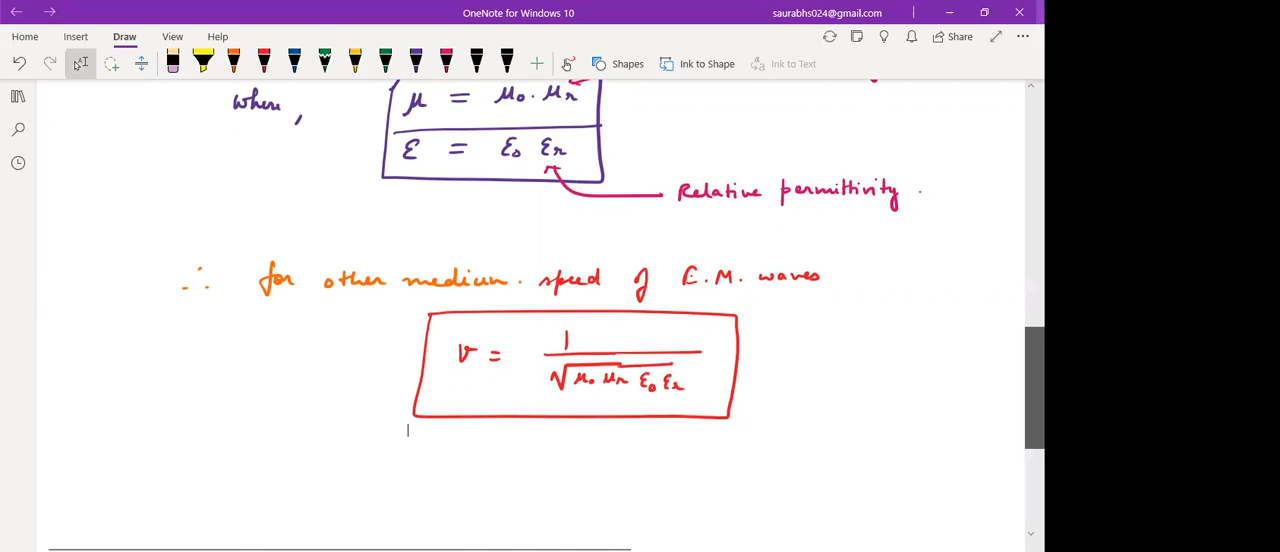 OneNote for Windows 10
saurabhs024@gmail.com
Home Insert Draw View Help
Share
Shapes
Ink to Shape
Ink to Text
where,
μ = μ₀ . μᵣ
ε = ε₀ εᵣ
Relative permittivity .
∴ for other medium . speed of E.M. waves
v = 1 / √(μ₀ μᵣ ε₀ εᵣ)